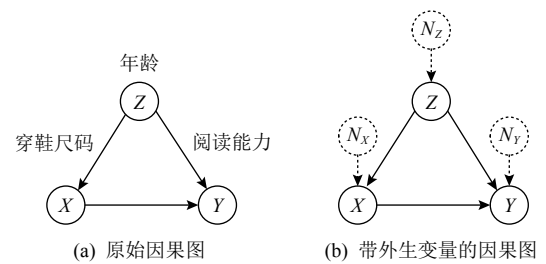 年龄
N_Z
Z
Z
穿鞋尺码
阅读能力
N_X
N_Y
X
Y
X
Y
(a) 原始因果图
(b) 带外生变量的因果图